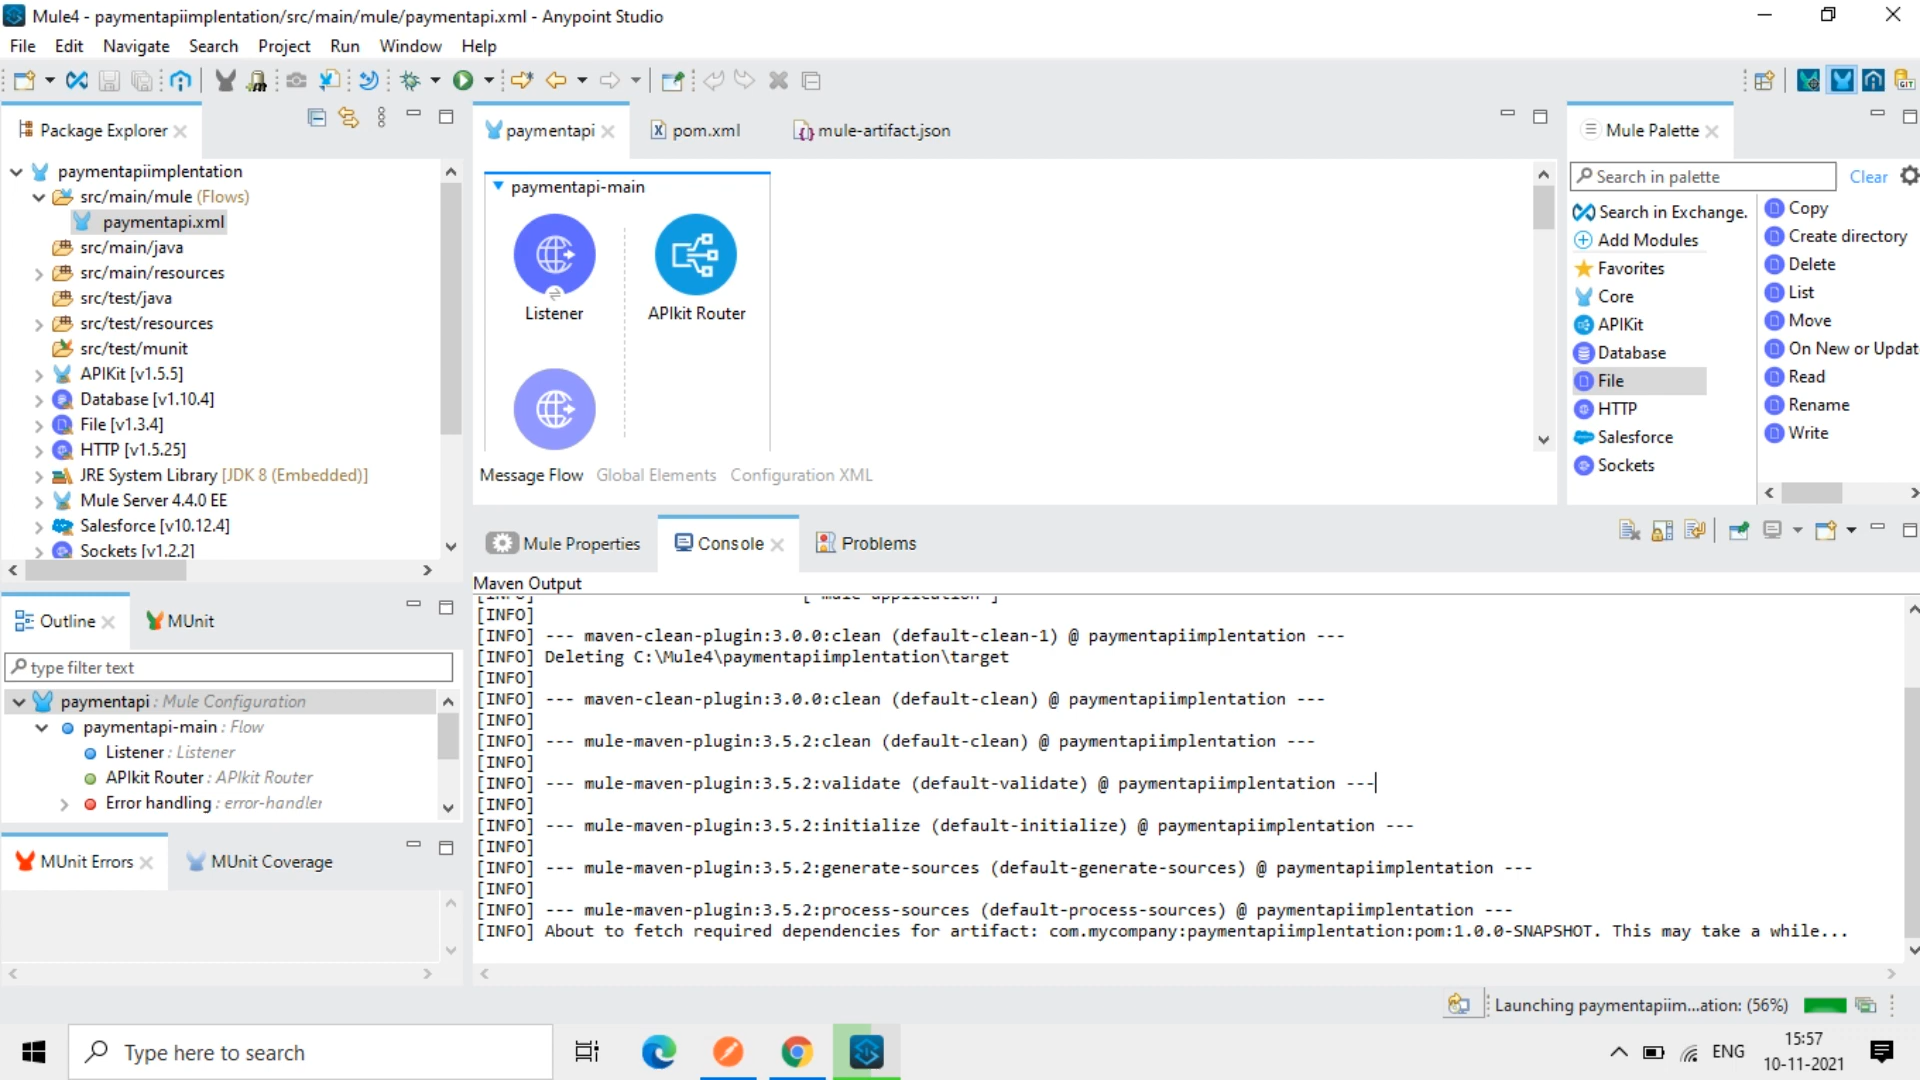 Mule4 - paymentapiimplentation/src/main/mule/paymentapi.xml - Anypoint Studio
File Edit Navigate Search Project Run Window Help
Package Explorer
paymentapiimplentation
src/main/mule (Flows)
paymentapi.xml
src/main/java
src/main/resources
src/test/java
src/test/resources
src/test/munit
APIKit [v1.5.5]
Database [v1.10.4]
File [v1.3.4]
HTTP [v1.5.25]
JRE System Library [JDK 8 (Embedded)]
Mule Server 4.4.0 EE
Salesforce [v10.12.4]
Sockets [v1.2.2]
Outline MUnit
type filter text
paymentapi : Mule Configuration
paymentapi-main : Flow
Listener : Listener
APIkit Router : APIkit Router
Error handling : error-handler
MUnit Errors MUnit Coverage
paymentapi pom.xml mule-artifact.json
paymentapi-main
Listener APIkit Router
Message Flow Global Elements Configuration XML
Mule Palette
Search in palette Clear
Search in Exchange.
Add Modules
Favorites
Core
APIKit
Database
File
HTTP
Salesforce
Sockets
Copy
Create directory
Delete
List
Move
On New or Updat
Read
Rename
Write
GIT
Mule Properties Console Problems
Maven Output
[INFO] [ mule-application ]
[INFO]
[INFO] --- maven-clean-plugin:3.0.0:clean (default-clean-1) @ paymentapiimplentation ---
[INFO] Deleting C:\Mule4\paymentapiimplentation\target
[INFO]
[INFO] --- maven-clean-plugin:3.0.0:clean (default-clean) @ paymentapiimplentation ---
[INFO]
[INFO] --- mule-maven-plugin:3.5.2:clean (default-clean) @ paymentapiimplentation ---
[INFO]
[INFO] --- mule-maven-plugin:3.5.2:validate (default-validate) @ paymentapiimplentation ---
[INFO]
[INFO] --- mule-maven-plugin:3.5.2:initialize (default-initialize) @ paymentapiimplentation ---
[INFO]
[INFO] --- mule-maven-plugin:3.5.2:generate-sources (default-generate-sources) @ paymentapiimplentation ---
[INFO]
[INFO] --- mule-maven-plugin:3.5.2:process-sources (default-process-sources) @ paymentapiimplentation ---
[INFO] About to fetch required dependencies for artifact: com.mycompany:paymentapiimplentation:pom:1.0.0-SNAPSHOT. This may take a while...
Launching paymentapiim...ation: (56%)
Type here to search
ENG
15:57
10-11-2021